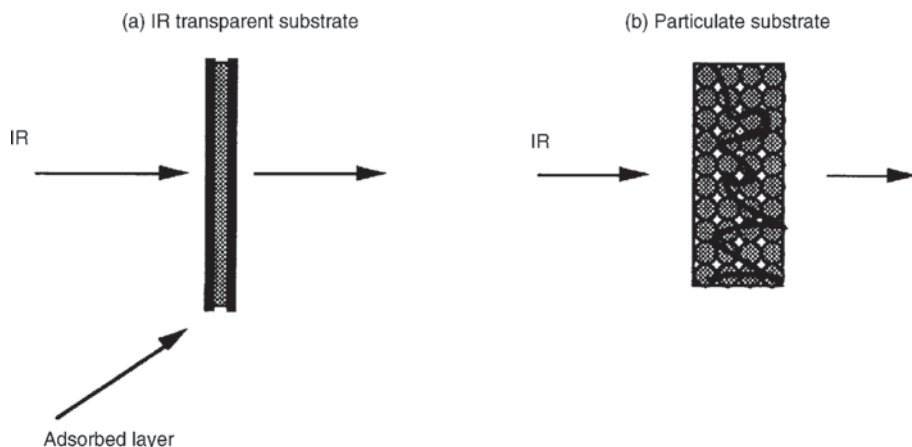 (a) IR transparent substrate
(b) Particulate substrate
IR
IR
Adsorbed layer